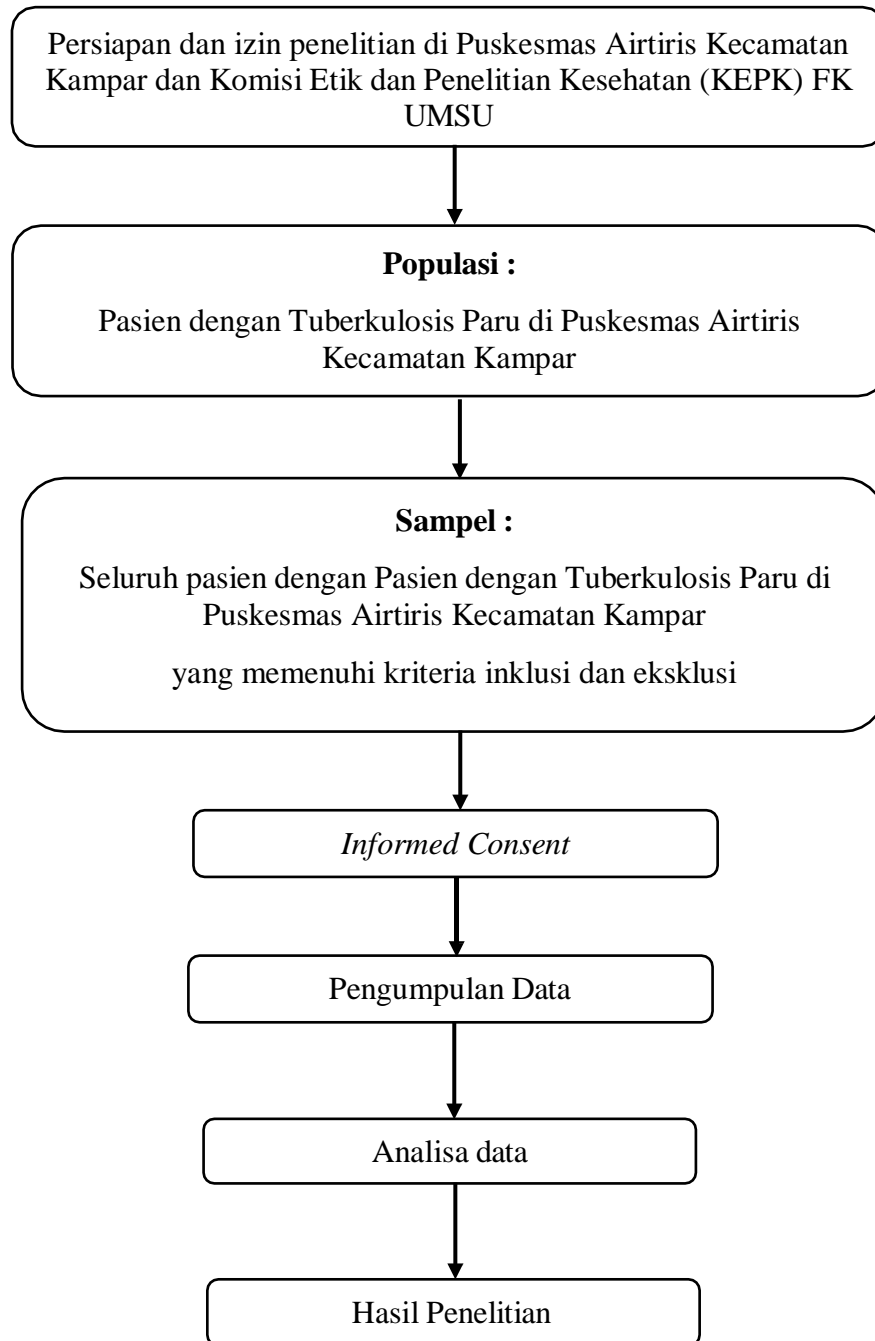 Persiapan dan izin penelitian di Puskesmas Airtiris Kecamatan
Kampar dan Komisi Etik dan Penelitian Kesehatan (KEPK) FK
UMSU
Populasi :
Pasien dengan Tuberkulosis Paru di Puskesmas Airtiris
Kecamatan Kampar
Sampel :
Seluruh pasien dengan Pasien dengan Tuberkulosis Paru di
Puskesmas Airtiris Kecamatan Kampar
yang memenuhi kriteria inklusi dan eksklusi
Informed Consent
Pengumpulan Data
Analisa data
Hasil Penelitian